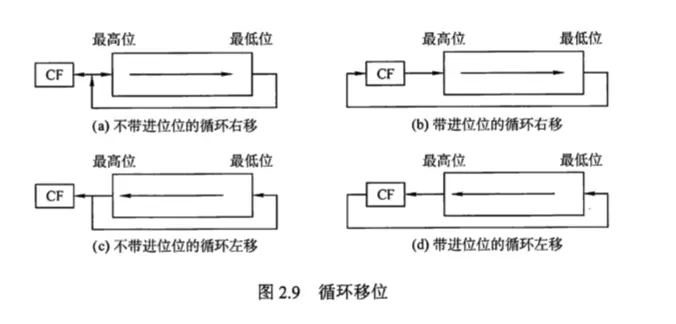 最高位 最低位 最高位 最低位
CF CF
(a) 不带进位位的循环右移 (b) 带进位位的循环右移
最高位 最低位 最高位 最低位
CF CF
(c) 不带进位位的循环左移 (d) 带进位位的循环左移
图 2.9 循环移位